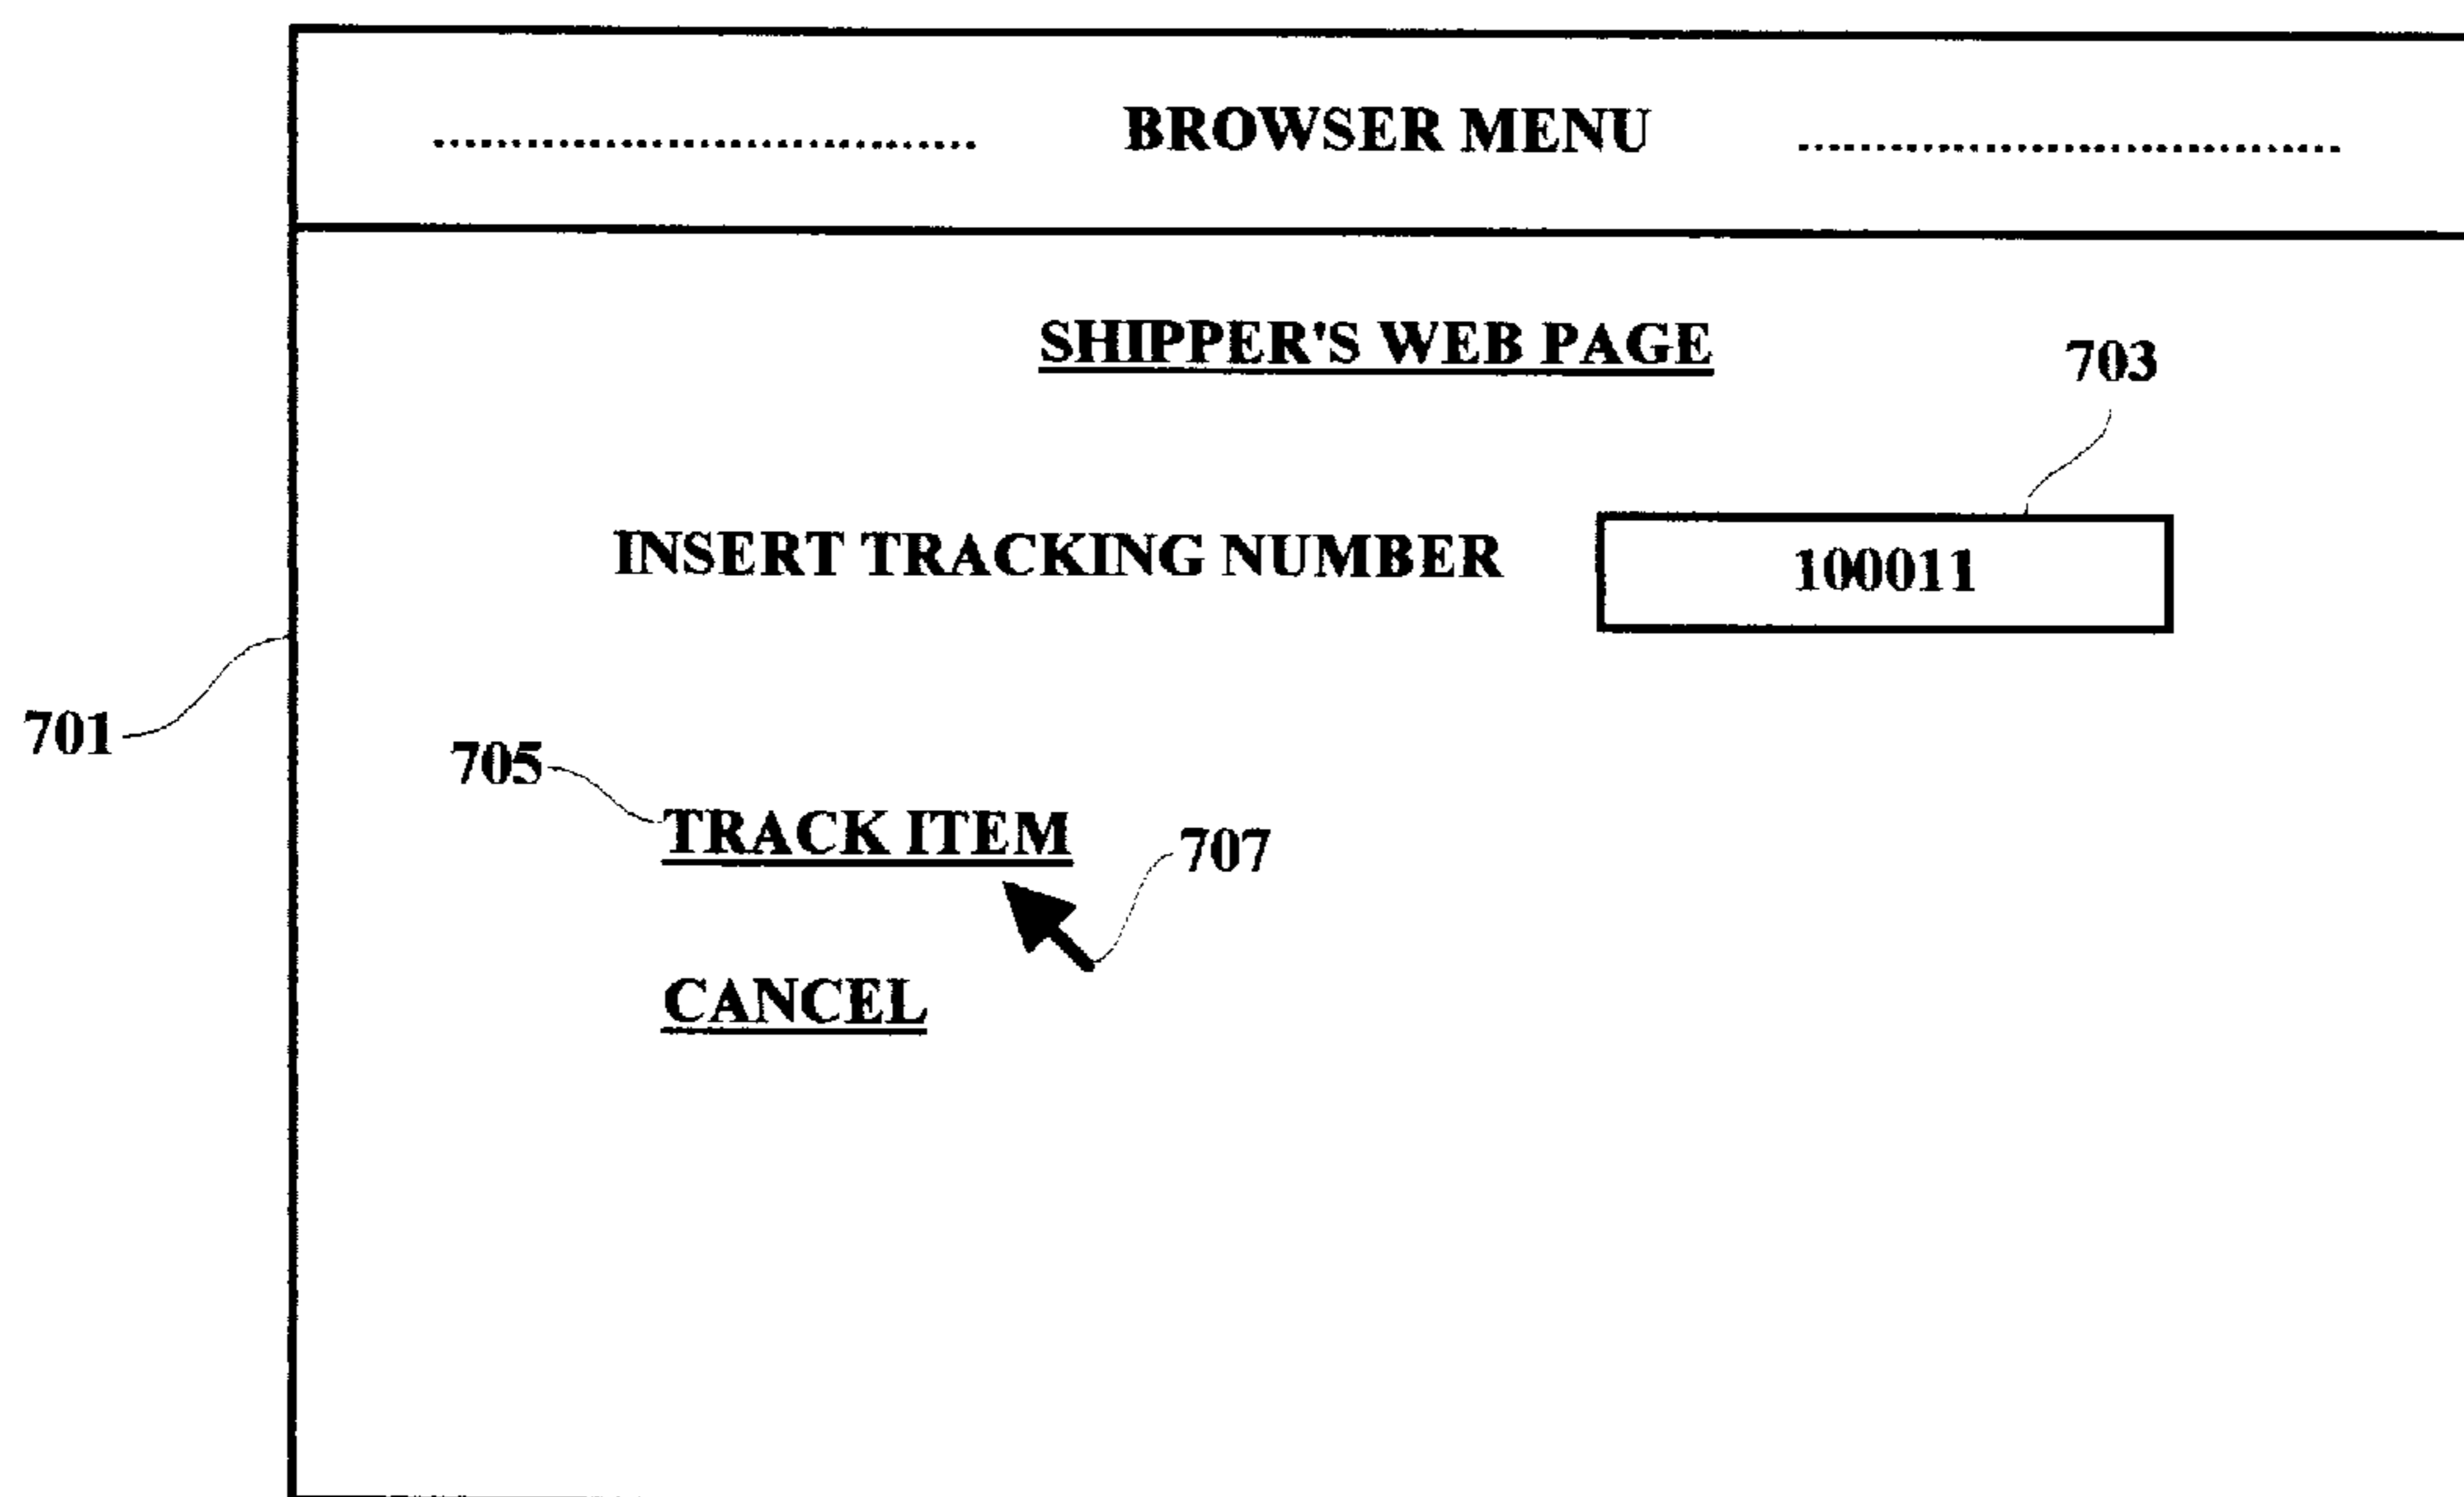 BROWSER MENU
SHIPPER'S WEB PAGE
703
INSERT TRACKING NUMBER 100011
701
705
TRACK ITEM
707
CANCEL